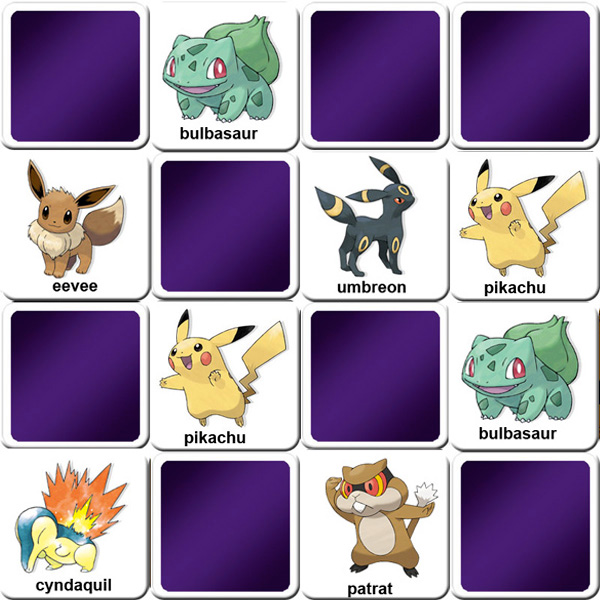 bulbasaur
eevee
umbreon
pikachu
pikachu
bulbasaur
cyndaquil
patrat